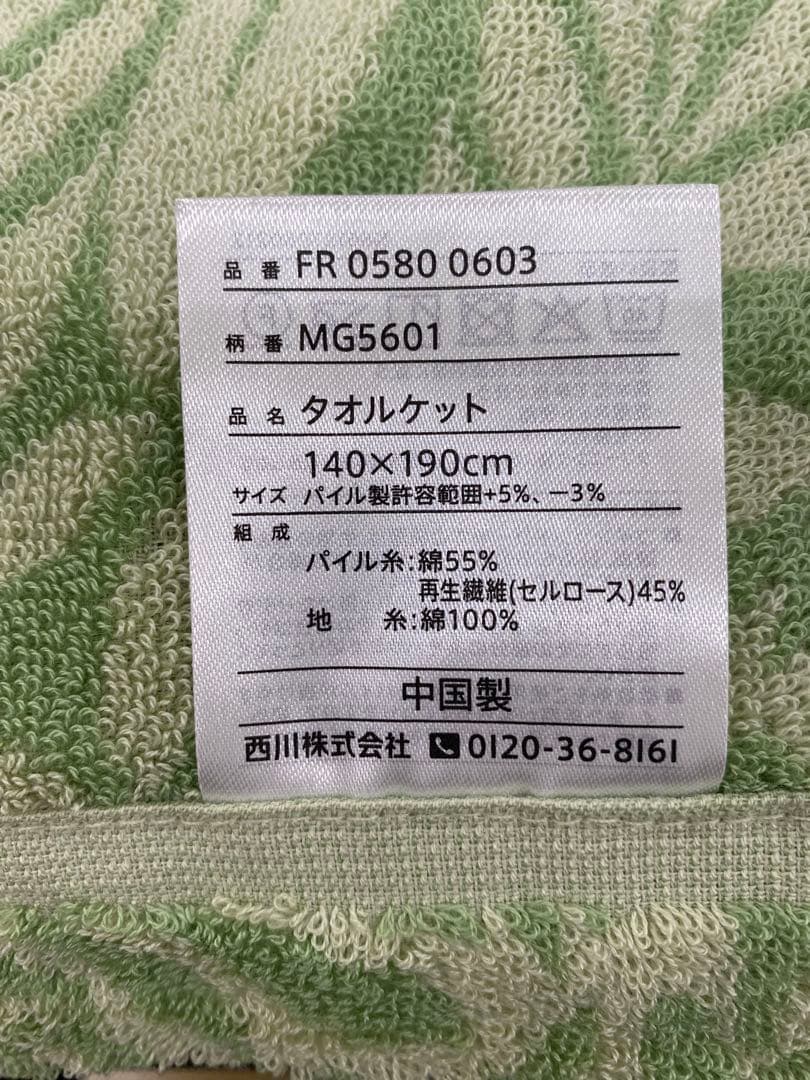 品番 FR 0580 0603
柄番 MG5601
品名 タオルケット
140×190cm
サイズ パイル製許容範囲+5%、-3%
組成
パイル糸:綿55%
再生繊維(セルロース)45%
地糸:綿100%
中国製
西川株式会社 0120-36-8161